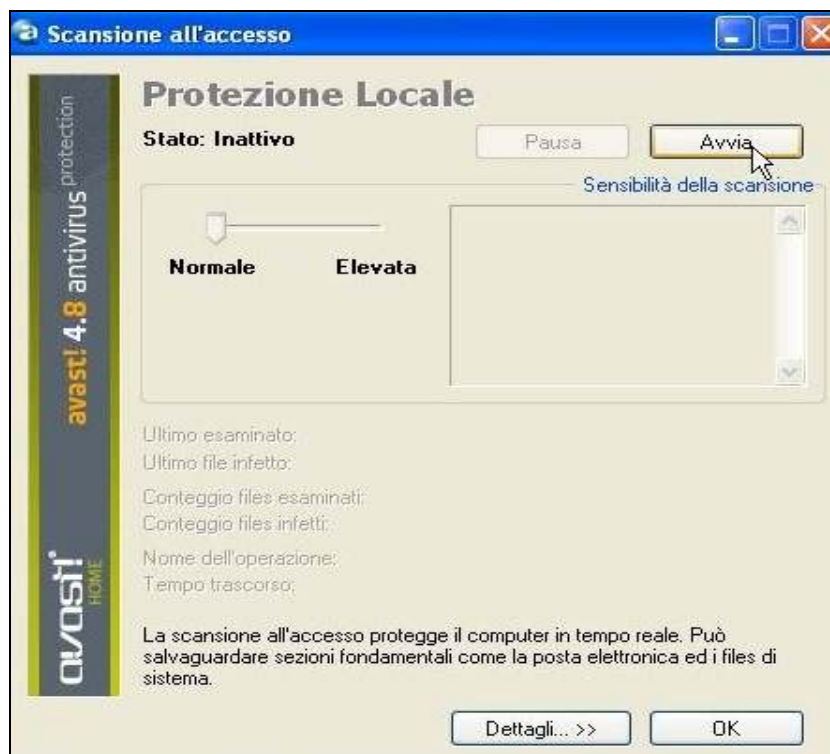 Scansione all'accesso
avast! 4.8 antivirus protection
avast! HOME
Protezione Locale
Stato: Inattivo
Pausa
Avvia
Sensibilità della scansione
Normale
Elevata
Ultimo esaminato:
Ultimo file infetto:
Conteggio files esaminati:
Conteggio files infetti:
Nome dell'operazione:
Tempo trascorso:
La scansione all'accesso protegge il computer in tempo reale. Può
salvaguardare sezioni fondamentali come la posta elettronica ed i files di
sistema.
Dettagli... >>
OK